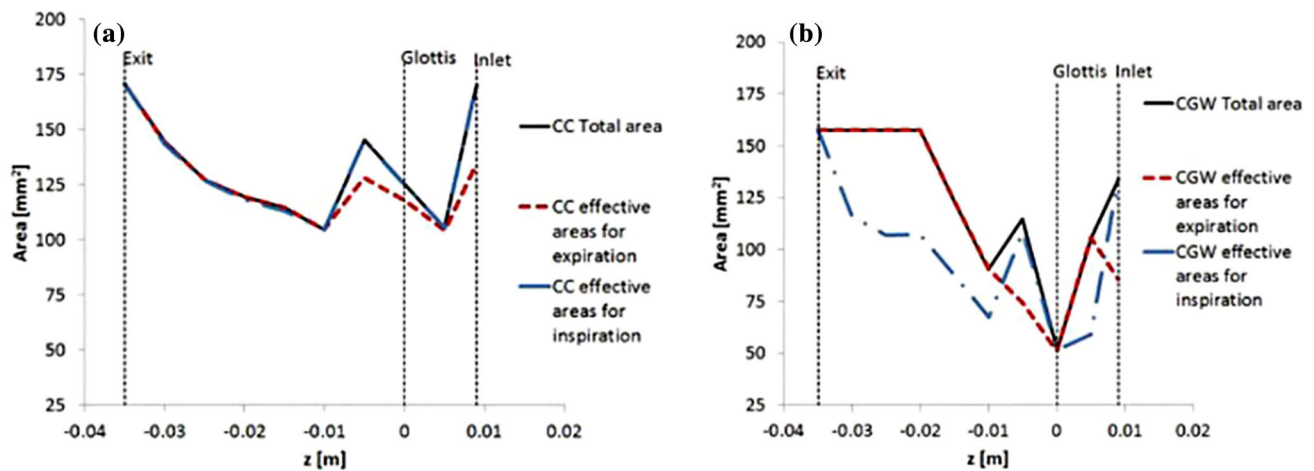 (a)
200
175
150
125
100
75
50
25
Area [mm²]
Exit
Glottis
Inlet
CC Total area
CC effective
areas for
expiration
CC effective
areas for
inspiration
-0.04
-0.03
-0.02
-0.01
0
0.01
0.02
z [m]
(b)
200
175
150
125
100
75
50
25
Area [mm²]
Exit
Glottis
Inlet
CGW Total area
CGW effective
areas for
expiration
CGW effective
areas for
inspiration
-0.04
-0.03
-0.02
-0.01
0
0.01
0.02
z [m]